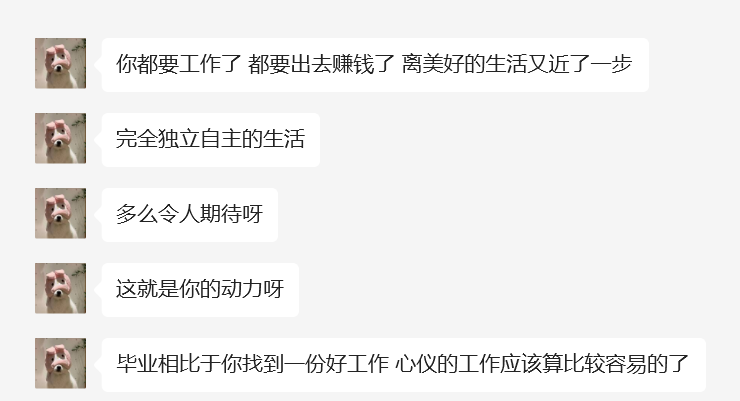 你都要工作了 都要出去赚钱了 离美好的生活又近了一步
完全独立自主的生活
多么令人期待呀
这就是你的动力呀
毕业相比于你找到一份好工作 心仪的工作应该算比较容易的了